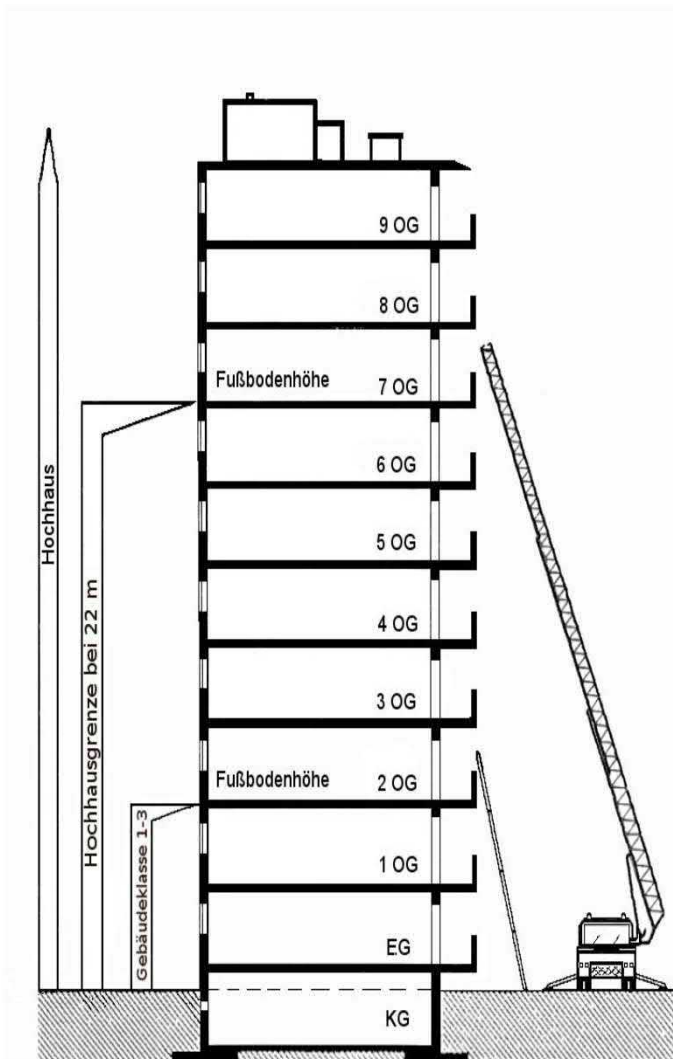 9 OG
8 OG
Fußbodenhöhe 7 OG
6 OG
5 OG
4 OG
3 OG
Fußbodenhöhe 2 OG
1 OG
EG
KG
Hochhaus
Hochhausgrenze bei 22 m
Gebäudeklasse 1-3